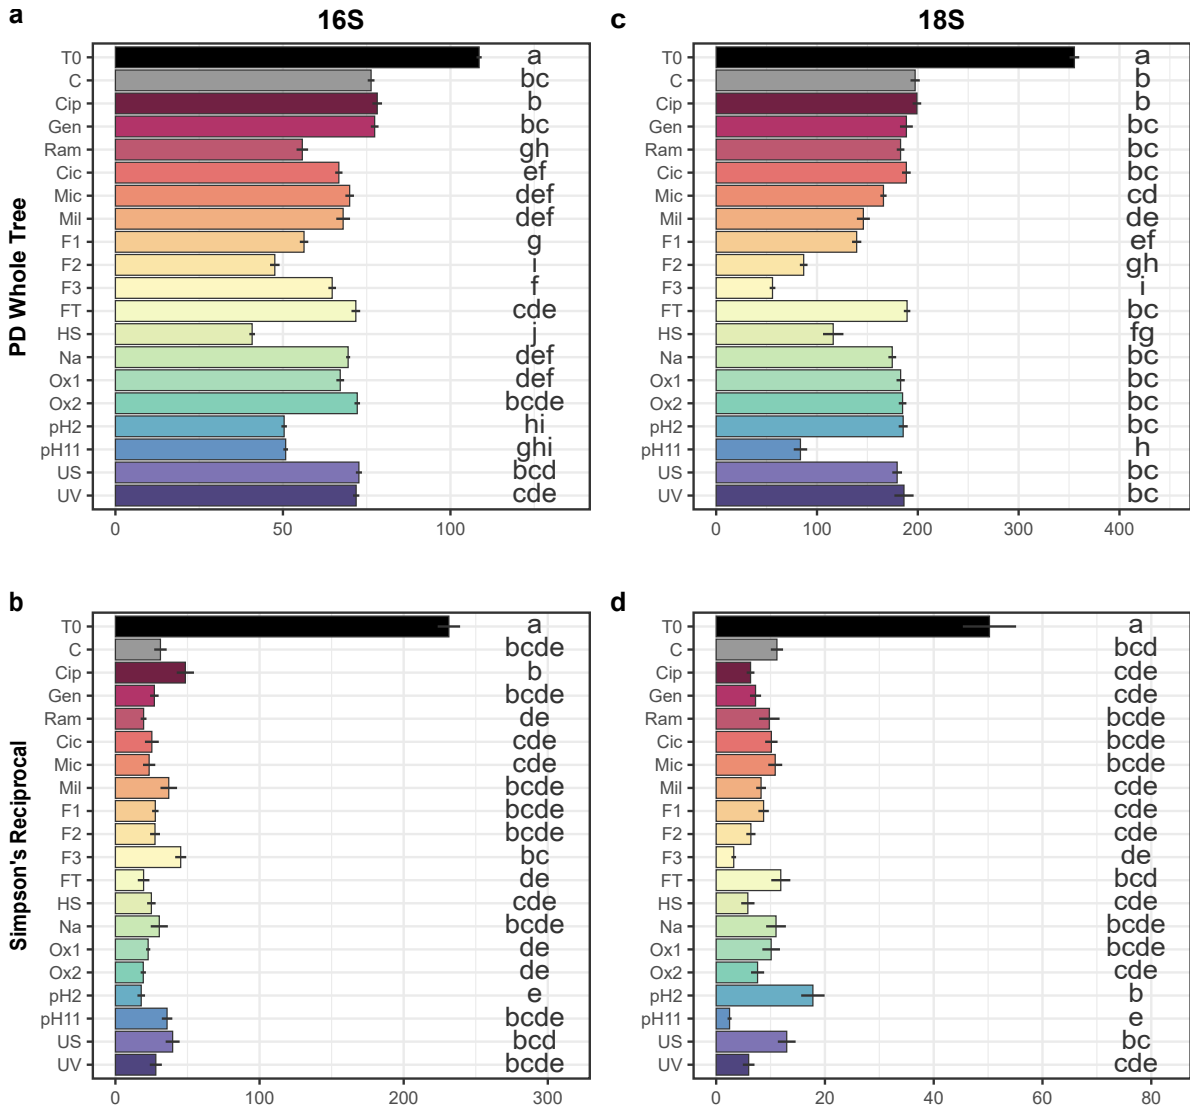 a
16S
PD Whole Tree
T0 a
C bc
Cip b
Gen bc
Ram gh
Cic ef
Mic def
Mil def
F1 g
F2 i
F3 f
FT cde
HS j
Na def
Ox1 def
Ox2 bcde
pH2 hi
pH11 ghi
US bcd
UV cde
0 50 100
c
18S
T0 a
C b
Cip b
Gen bc
Ram bc
Cic bc
Mic cd
Mil de
F1 ef
F2 gh
F3 i
FT bc
HS fg
Na bc
Ox1 bc
Ox2 bc
pH2 bc
pH11 h
US bc
UV bc
0 100 200 300 400
b
Simpson's Reciprocal
T0 a
C bcde
Cip b
Gen bcde
Ram de
Cic cde
Mic cde
Mil bcde
F1 bcde
F2 bcde
F3 bc
FT de
HS cde
Na bcde
Ox1 de
Ox2 de
pH2 e
pH11 bcde
US bcd
UV bcde
0 100 200 300
d
T0 a
C bcd
Cip cde
Gen cde
Ram bcde
Cic bcde
Mic bcde
Mil cde
F1 cde
F2 cde
F3 de
FT bcd
HS cde
Na bcde
Ox1 bcde
Ox2 cde
pH2 b
pH11 e
US bc
UV cde
0 20 40 60 80